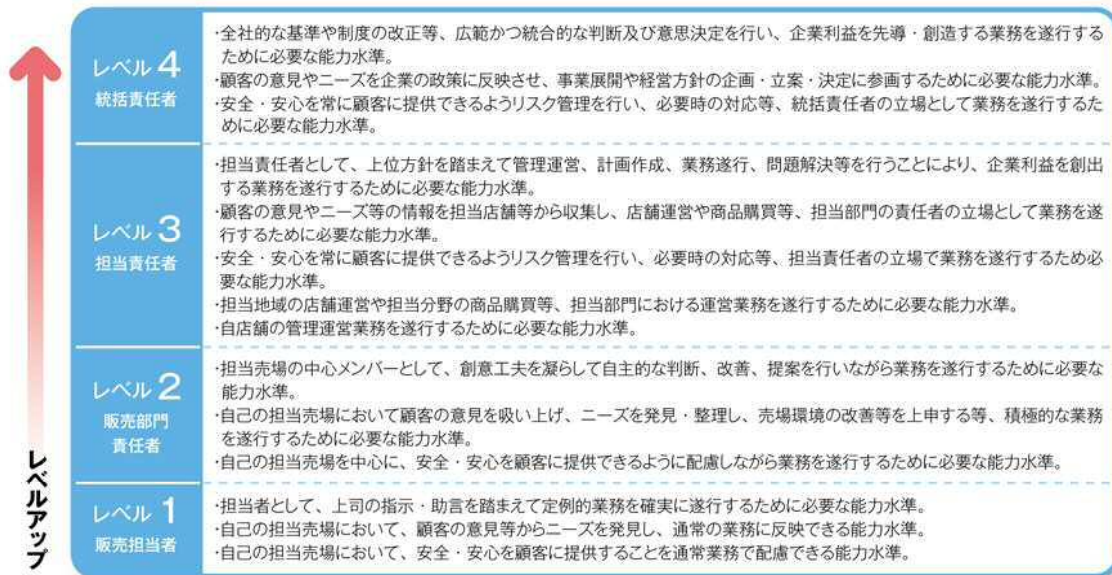 レベル 4
統括責任者
・全社的な基準や制度の改正等、広範かつ統合的な判断及び意思決定を行い、企業利益を先導・創造する業務を遂行する
ために必要な能力水準。
・顧客の意見やニーズを企業の政策に反映させ、事業展開や経営方針の企画・立案・決定に参画するために必要な能力水準。
・安全・安心を常に顧客に提供できるようリスク管理を行い、必要時の対応等、統括責任者の立場として業務を遂行するた
めに必要な能力水準。
レベル 3
担当責任者
・担当責任者として、上位方針を踏まえて管理運営、計画作成、業務遂行、問題解決等を行うことにより、企業利益を創出
する業務を遂行するために必要な能力水準。
・顧客の意見やニーズ等の情報を担当店舗等から収集し、店舗運営や商品購買等、担当部門の責任者の立場として業務を遂
行するために必要な能力水準。
・安全・安心を常に顧客に提供できるようリスク管理を行い、必要時の対応等、担当責任者の立場で業務を遂行するため必
要な能力水準。
・担当地域の店舗運営や担当分野の商品購買等、担当部門における運営業務を遂行するために必要な能力水準。
・自店舗の管理運営業務を遂行するために必要な能力水準。
レベル 2
販売部門
責任者
・担当売場の中心メンバーとして、創意工夫を凝らして自主的な判断、改善、提案を行いながら業務を遂行するために必要な
能力水準。
・自己の担当売場において顧客の意見を吸い上げ、ニーズを発見・整理し、売場環境の改善等を上申する等、積極的な業務
を遂行するために必要な能力水準。
・自己の担当売場を中心に、安全・安心を顧客に提供できるように配慮しながら業務を遂行するために必要な能力水準。
レベル 1
販売担当者
・担当者として、上司の指示・助言を踏まえて定例的業務を確実に遂行するために必要な能力水準。
・自己の担当売場において、顧客の意見等からニーズを発見し、通常の業務に反映できる能力水準。
・自己の担当売場において、安全・安心を顧客に提供することを通常業務で配慮できる能力水準。
レベルアップ